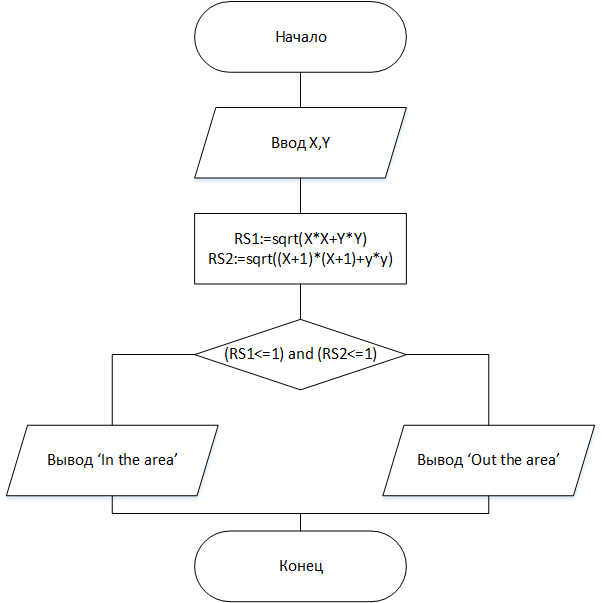 Начало
Ввод X,Y
RS1:=sqrt(X*X+Y*Y)
RS2:=sqrt((X+1)*(X+1)+y*y)
(RS1<=1) and (RS2<=1)
Вывод ‘In the area’
Вывод ‘Out the area’
Конец